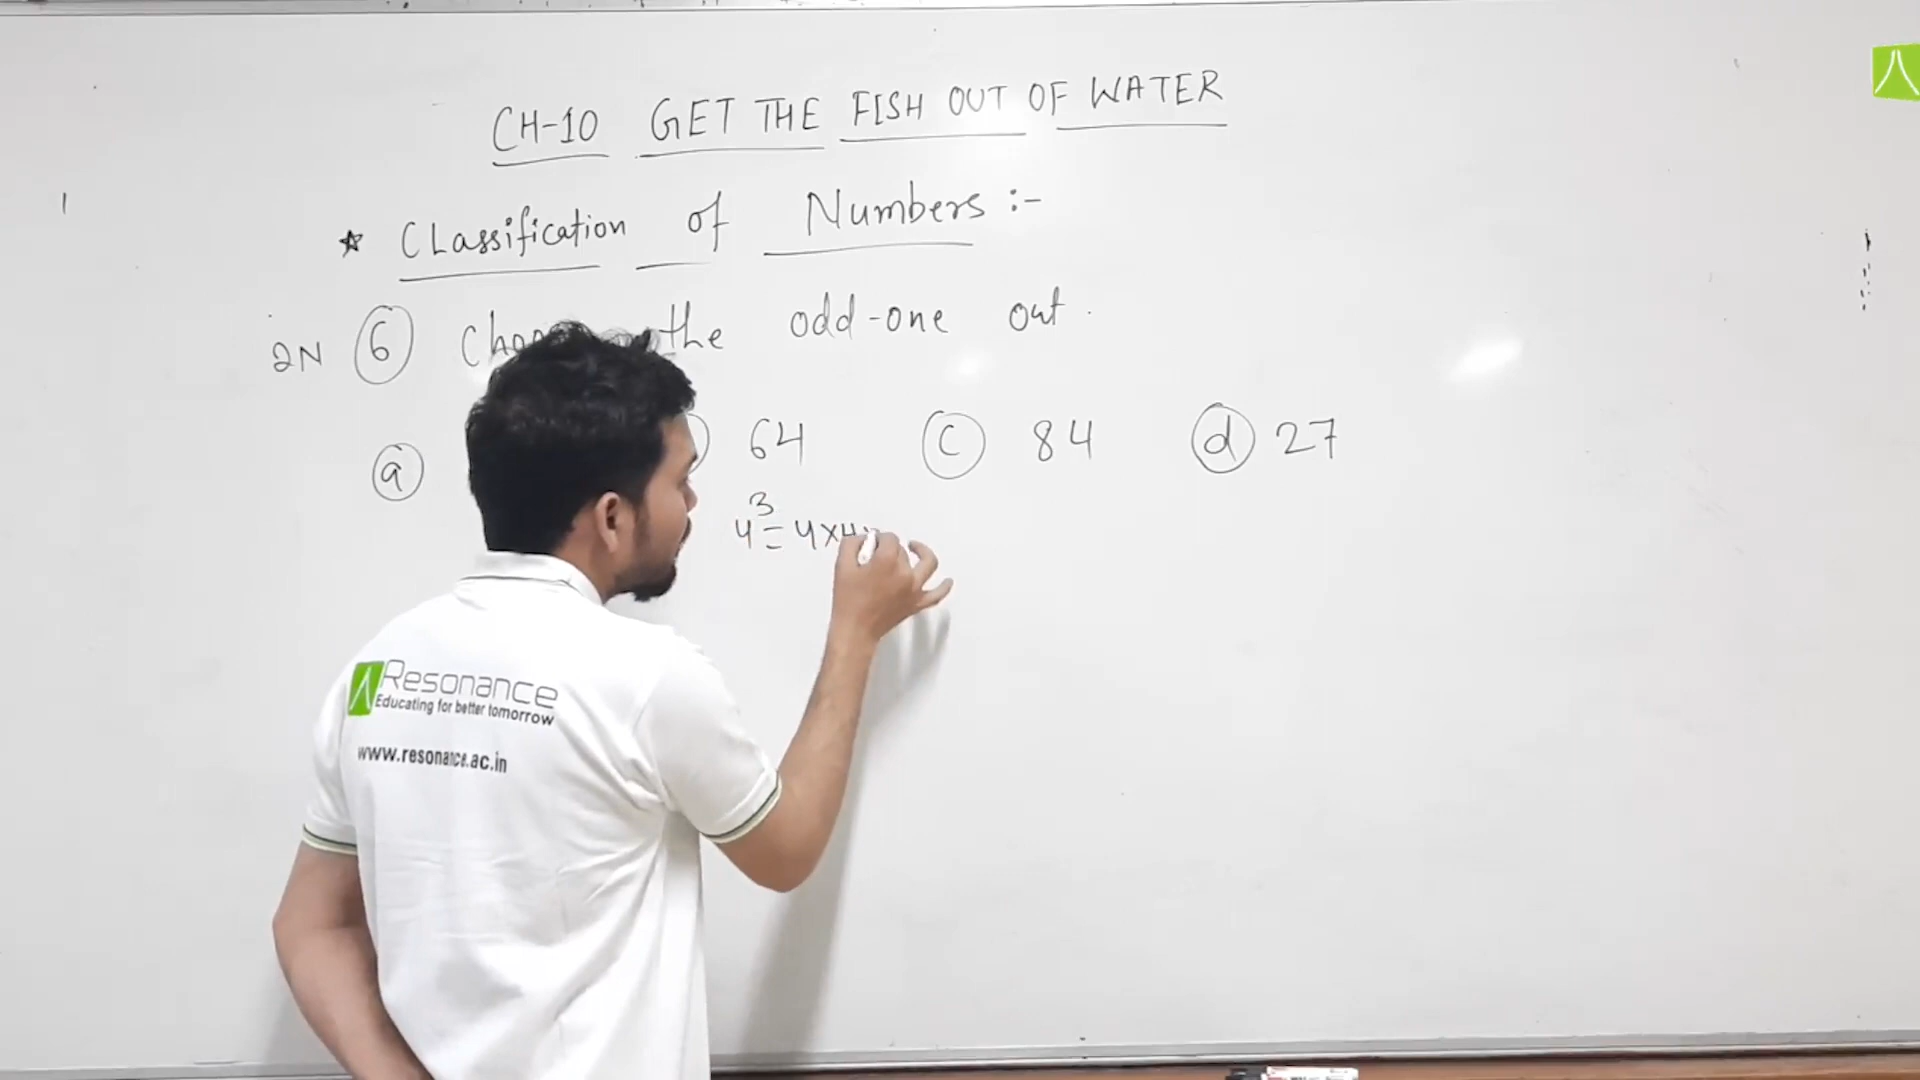 CH-10 GET THE FISH OUT OF WATER
* Classification of Numbers :-
2N 6 the odd-one out.
a 64 c 84 d 27
4³ = 4×4
Resonance
Educating for better tomorrow
www.resonance.ac.in